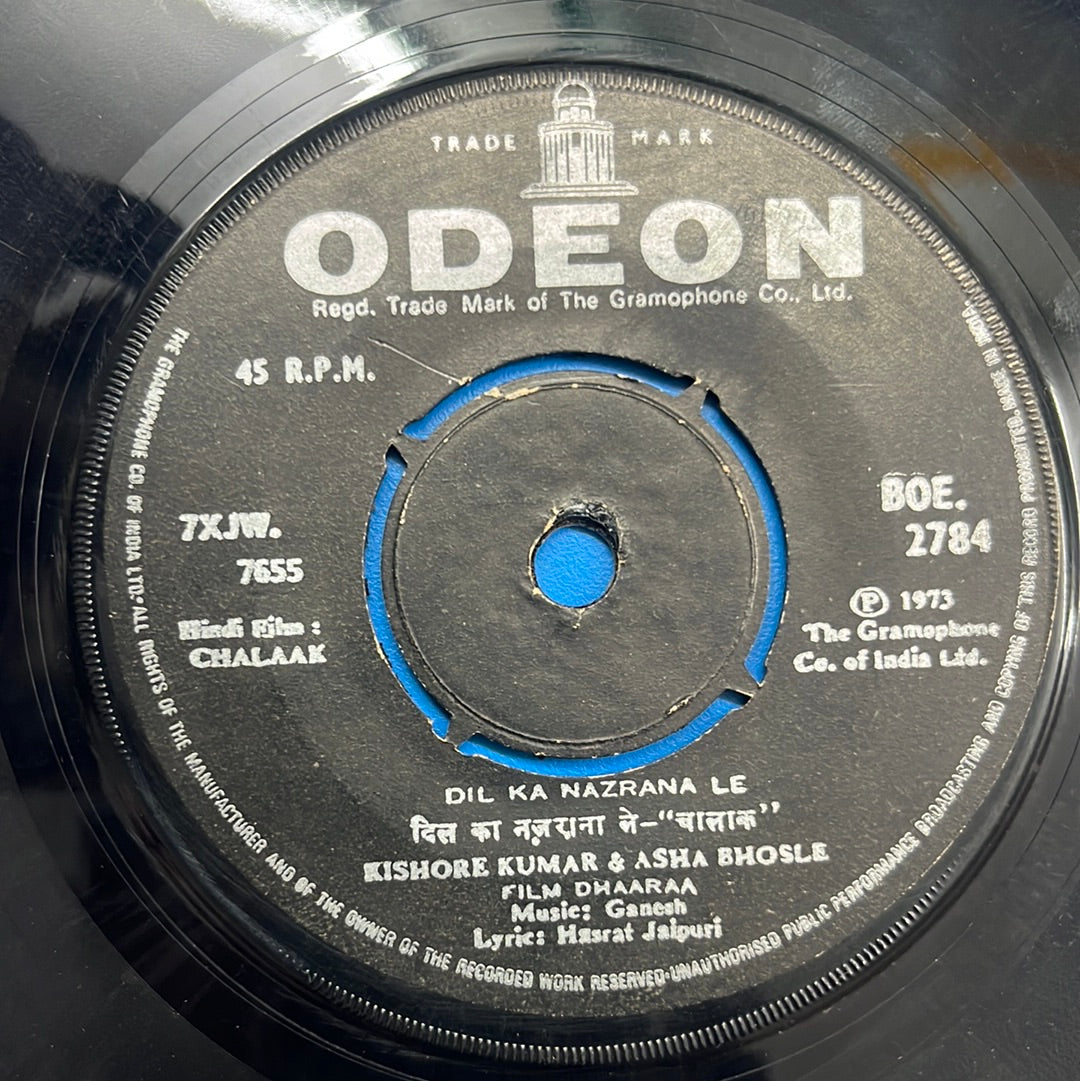 TRADE MARK
ODEON
Regd. Trade Mark of The Gramophone Co., Ltd.
45 R.P.M.
7XJW.
7655
Hindi Film :
CHALAAK
BOE.
2784
Ⓟ 1973
The Gramophone
Co. of India Ltd.
DIL KA NAZRANA LE
दिल का नज़राना ले-“चालाक”
KISHORE KUMAR & ASHA BHOSLE
FILM DHAARAA
Music: Ganesh
Lyric: Hasrat Jaipuri
THE GRAMOPHONE CO. OF INDIA LTD. ALL RIGHTS OF THE MANUFACTURER AND OF THE OWNER OF THE RECORDED WORK RESERVED·UNAUTHORISED PUBLIC PERFORMANCE BROADCASTING AND COPYING OF THIS RECORD PROHIBITED. MADE IN INDIA